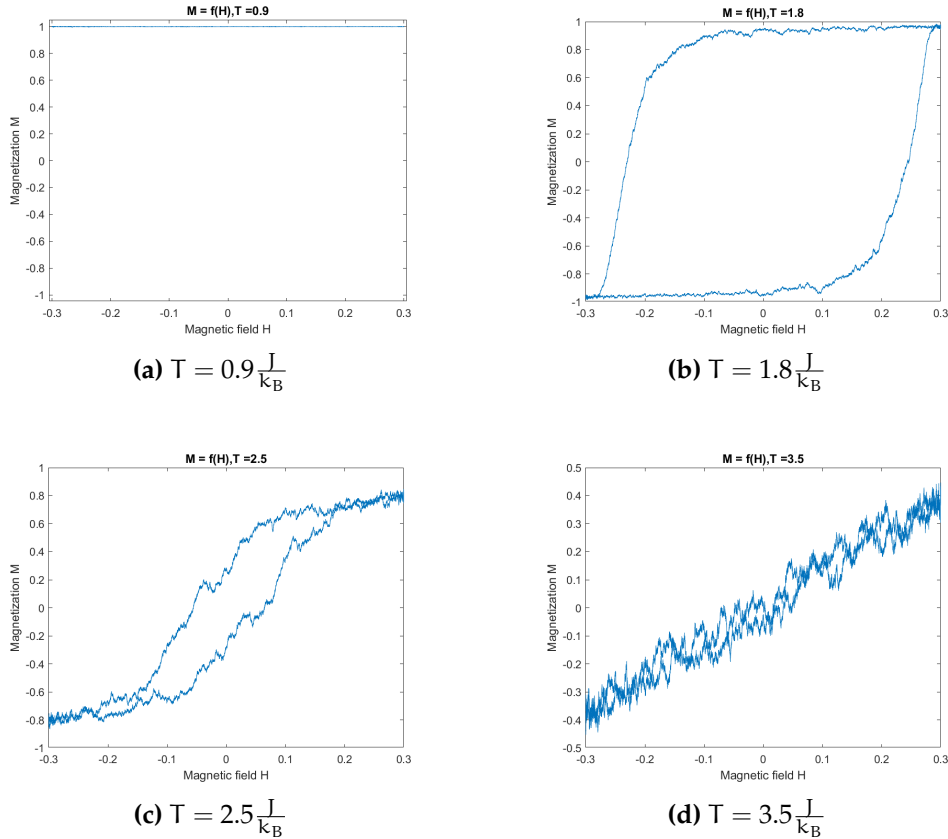 M = f(H),T =0.9
1
0.8
0.6
0.4
0.2
0
-0.2
-0.4
-0.6
-0.8
-1
Magnetization M
-0.3 -0.2 -0.1 0 0.1 0.2 0.3
Magnetic field H
(a) T = 0.9 J/k_B
M = f(H),T =1.8
1
0.8
0.6
0.4
0.2
0
-0.2
-0.4
-0.6
-0.8
-1
Magnetization M
-0.3 -0.2 -0.1 0 0.1 0.2 0.3
Magnetic field H
(b) T = 1.8 J/k_B
M = f(H),T =2.5
1
0.8
0.6
0.4
0.2
0
-0.2
-0.4
-0.6
-0.8
-1
Magnetization M
-0.3 -0.2 -0.1 0 0.1 0.2 0.3
Magnetic field H
(c) T = 2.5 J/k_B
M = f(H),T =3.5
0.5
0.4
0.3
0.2
0.1
0
-0.1
-0.2
-0.3
-0.4
-0.5
Magnetization M
-0.3 -0.2 -0.1 0 0.1 0.2 0.3
Magnetic field H
(d) T = 3.5 J/k_B